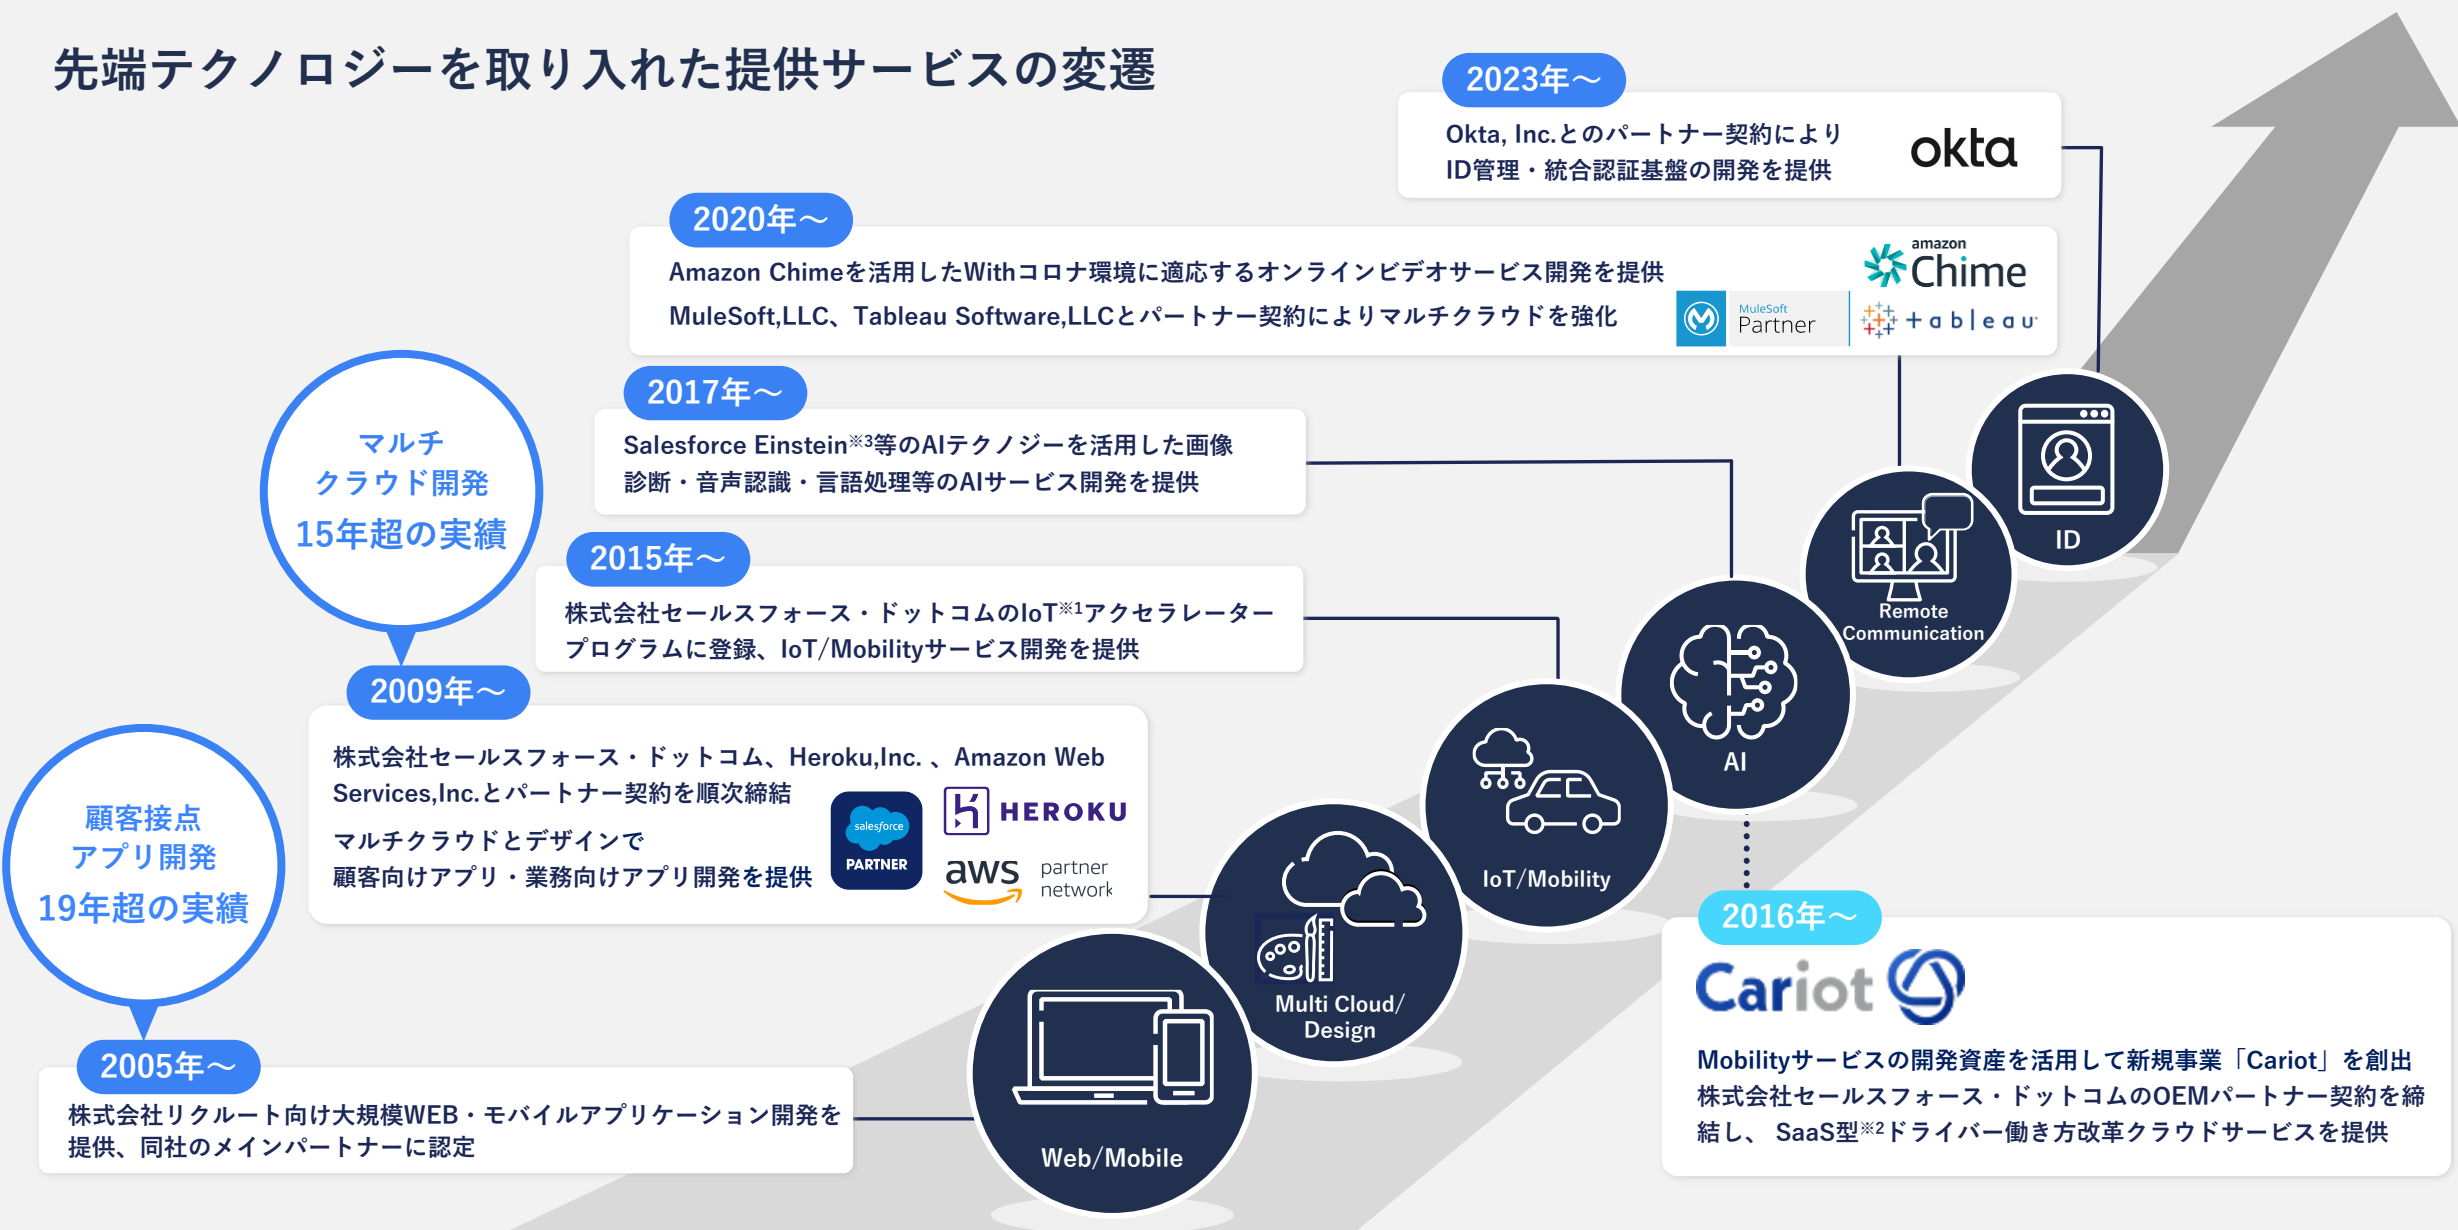 先端テクノロジーを取り入れた提供サービスの変遷
2023年～
Okta, Inc.とのパートナー契約により
ID管理・統合認証基盤の開発を提供
okta
2020年～
Amazon Chimeを活用したWithコロナ環境に適応するオンラインビデオサービス開発を提供
MuleSoft,LLC、Tableau Software,LLCとパートナー契約によりマルチクラウドを強化
amazon
Chime
MuleSoft
Partner
+ableau
2017年～
Salesforce Einstein※3等のAIテクノジーを活用した画像
診断・音声認識・言語処理等のAIサービス開発を提供
マルチ
クラウド開発
15年超の実績
2015年～
株式会社セールスフォース・ドットコムのIoT※1アクセラレーター
プログラムに登録、IoT/Mobilityサービス開発を提供
2009年～
株式会社セールスフォース・ドットコム、Heroku,Inc. 、Amazon Web
Services,Inc.とパートナー契約を順次締結
マルチクラウドとデザインで
顧客向けアプリ・業務向けアプリ開発を提供
salesforce
PARTNER
HEROKU
aws
partner
network
顧客接点
アプリ開発
19年超の実績
2005年～
株式会社リクルート向け大規模WEB・モバイルアプリケーション開発を
提供、同社のメインパートナーに認定
ID
Remote
Communication
AI
IoT/Mobility
Multi Cloud/
Design
Web/Mobile
2016年～
Cariot
Mobilityサービスの開発資産を活用して新規事業「Cariot」を創出
株式会社セールスフォース・ドットコムのOEMパートナー契約を締
結し、 SaaS型※2ドライバー働き方改革クラウドサービスを提供